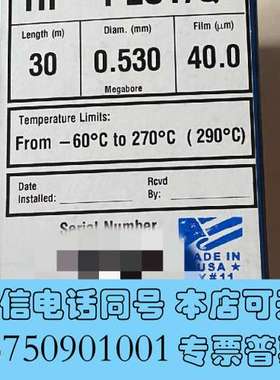 Length (m) Diam. (mm) Film (µm)
30 0.530 40.0
Megabore
Temperature Limits:
From −60°C to 270°C ( 290°C)
Date Rcvd
Installed: By:
Serial Number
MADE IN
USA
#11
信电话同号 本店可
750901001 专票普票